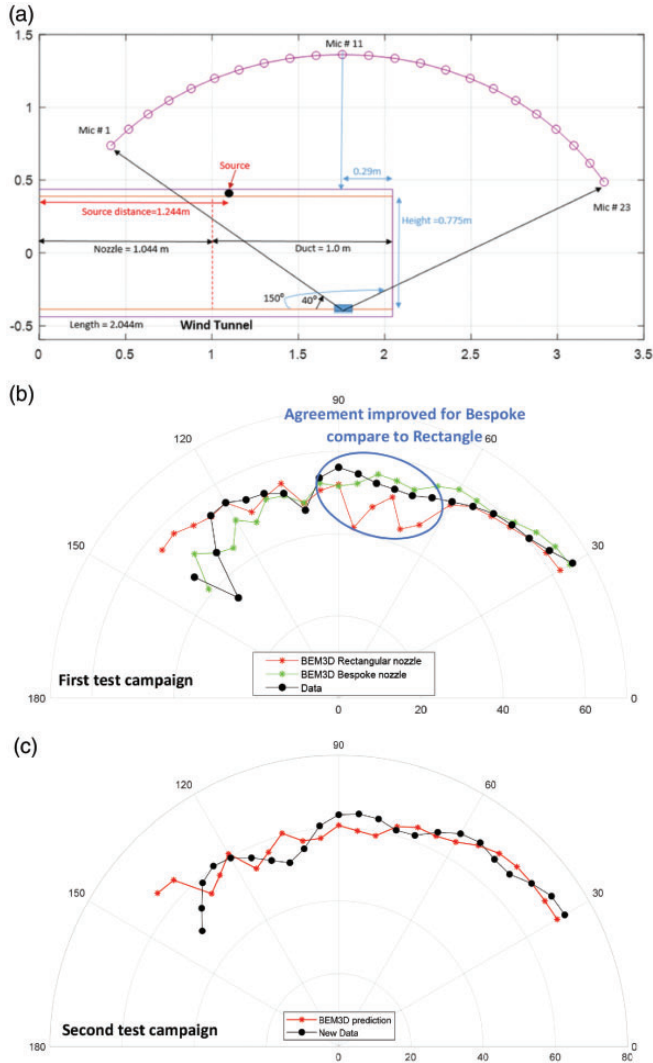 (a)
1.5
1
0.5
0
-0.5
Mic # 11
Mic # 1
Source
0.29m
Source distance=1.244m
Mic # 23
Height =0.775m
Nozzle = 1.044 m
Duct = 1.0 m
150°
40°
Length = 2.044m
Wind Tunnel
0
0.5
1
1.5
2
2.5
3
3.5
(b)
90
Agreement improved for Bespoke
compare to Rectangle
120
60
150
30
BEM3D Rectangular nozzle
BEM3D Bespoke nozzle
Data
First test campaign
180
0
0
20
40
60
(c)
90
120
60
150
30
BEM3D prediction
New Data
Second test campaign
180
0
0
20
40
60
80